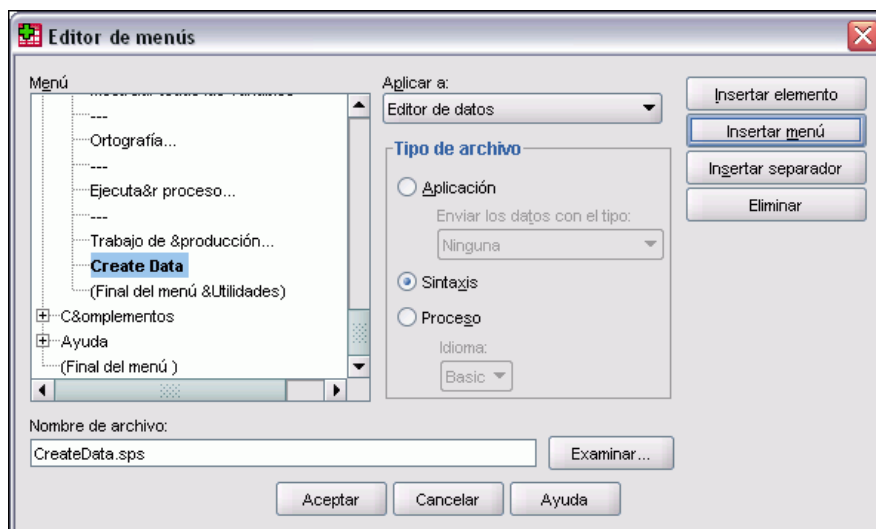 Editor de menús
Menú
---
Ortografía...
---
Ejecuta&r proceso...
---
Trabajo de &producción...
Create Data
(Final del menú &Utilidades)
C&omplementos
Ayuda
(Final del menú )
Aplicar a:
Editor de datos
Tipo de archivo
Aplicación
Enviar los datos con el tipo:
Ninguna
Sintaxis
Proceso
Idioma:
Basic
Insertar elemento
Insertar menú
Insertar separador
Eliminar
Nombre de archivo:
CreateData.sps
Examinar...
Aceptar
Cancelar
Ayuda